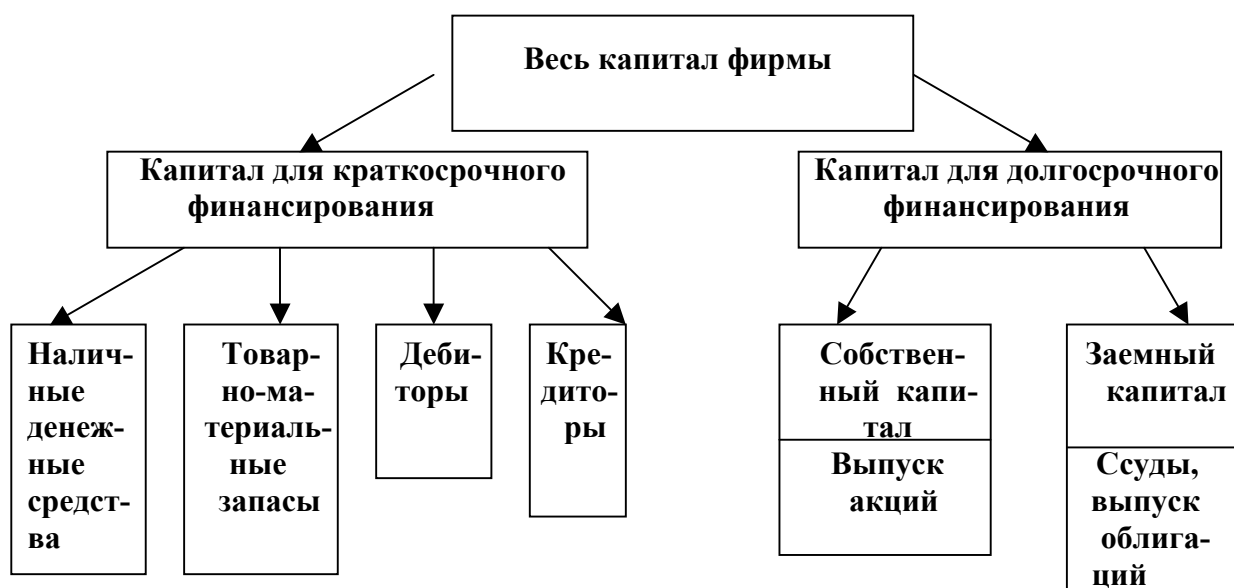 Весь капитал фирмы
Капитал для краткосрочного
финансирования
Капитал для долгосрочного
финансирования
Налич-
ные
денеж-
ные
средст-
ва
Товар-
но-ма-
териаль-
ные
запасы
Деби-
торы
Кре-
дито-
ры
Собствен-
ный капи-
тал
Выпуск
акций
Заемный
капитал
Ссуды,
выпуск
облига-
ций